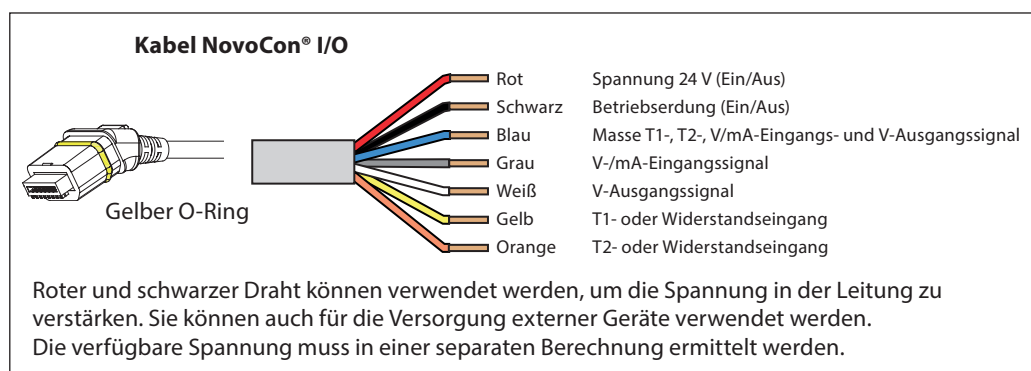 Kabel NovoCon® I/O
Rot Spannung 24 V (Ein/Aus)
Schwarz Betriebserdung (Ein/Aus)
Blau Masse T1-, T2-, V/mA-Eingangs- und V-Ausgangssignal
Grau V-/mA-Eingangssignal
Weiß V-Ausgangssignal
Gelber O-Ring
Gelb T1- oder Widerstandseingang
Orange T2- oder Widerstandseingang
Roter und schwarzer Draht können verwendet werden, um die Spannung in der Leitung zu
verstärken. Sie können auch für die Versorgung externer Geräte verwendet werden.
Die verfügbare Spannung muss in einer separaten Berechnung ermittelt werden.